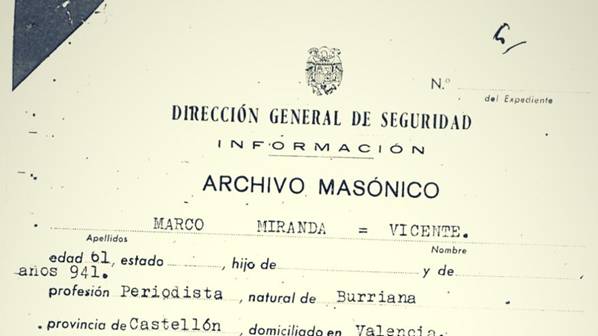 N.º
del Expediente
DIRECCIÓN GENERAL DE SEGURIDAD
INFORMACIÓN
ARCHIVO MASÓNICO
MARCO MIRANDA = VICENTE.
Apellidos Nombre
edad 61, estado , hijo de y de
años 941.
profesión Periodista , natural de Burriana
provincia de Castellón , domiciliado en Valencia.